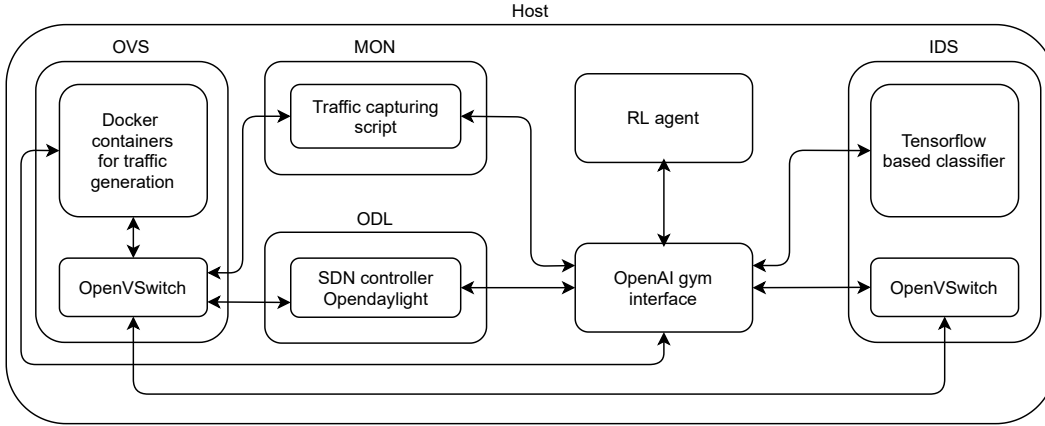 Host
OVS
MON
IDS
Docker
containers
for traffic
generation
Traffic capturing
script
RL agent
Tensorflow
based classifier
ODL
OpenVSwitch
SDN controller
Opendaylight
OpenAI gym
interface
OpenVSwitch